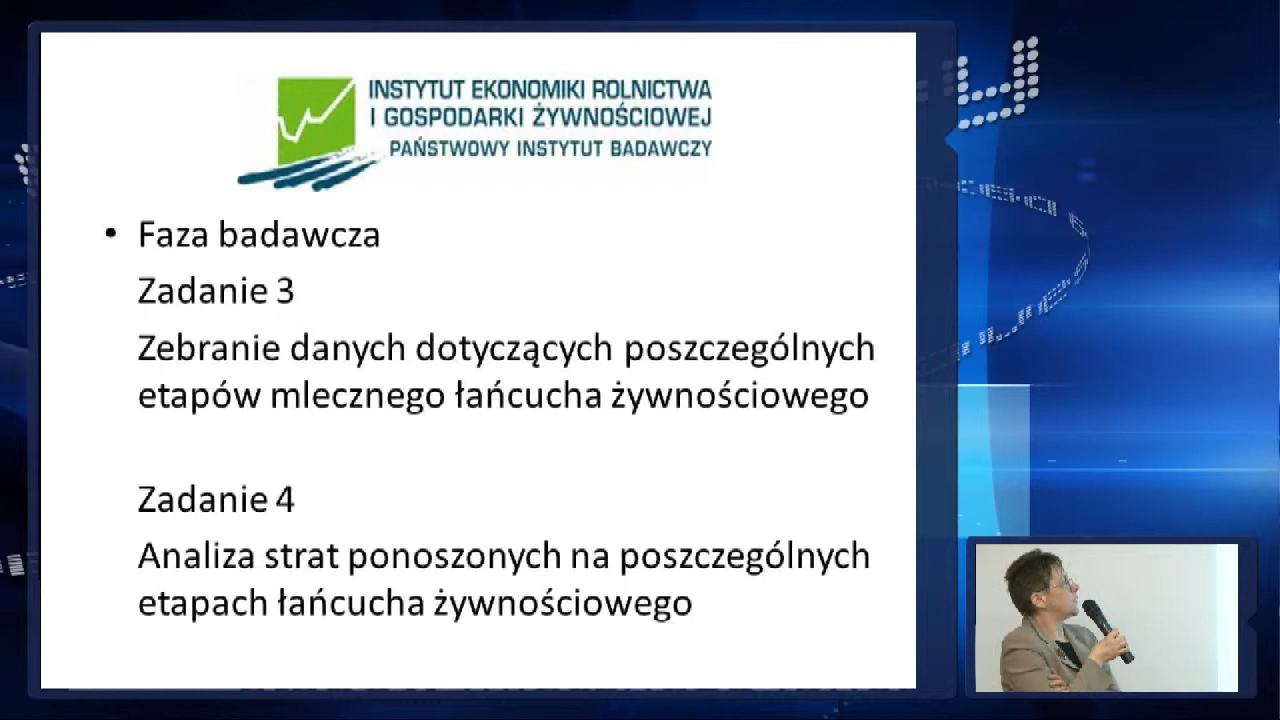 INSTYTUT EKONOMIKI ROLNICTWA
I GOSPODARKI ŻYWNOŚCIOWEJ
PAŃSTWOWY INSTYTUT BADAWCZY
• Faza badawcza
Zadanie 3
Zebranie danych dotyczących poszczególnych
etapów mlecznego łańcucha żywnościowego
Zadanie 4
Analiza strat ponoszonych na poszczególnych
etapach łańcucha żywnościowego